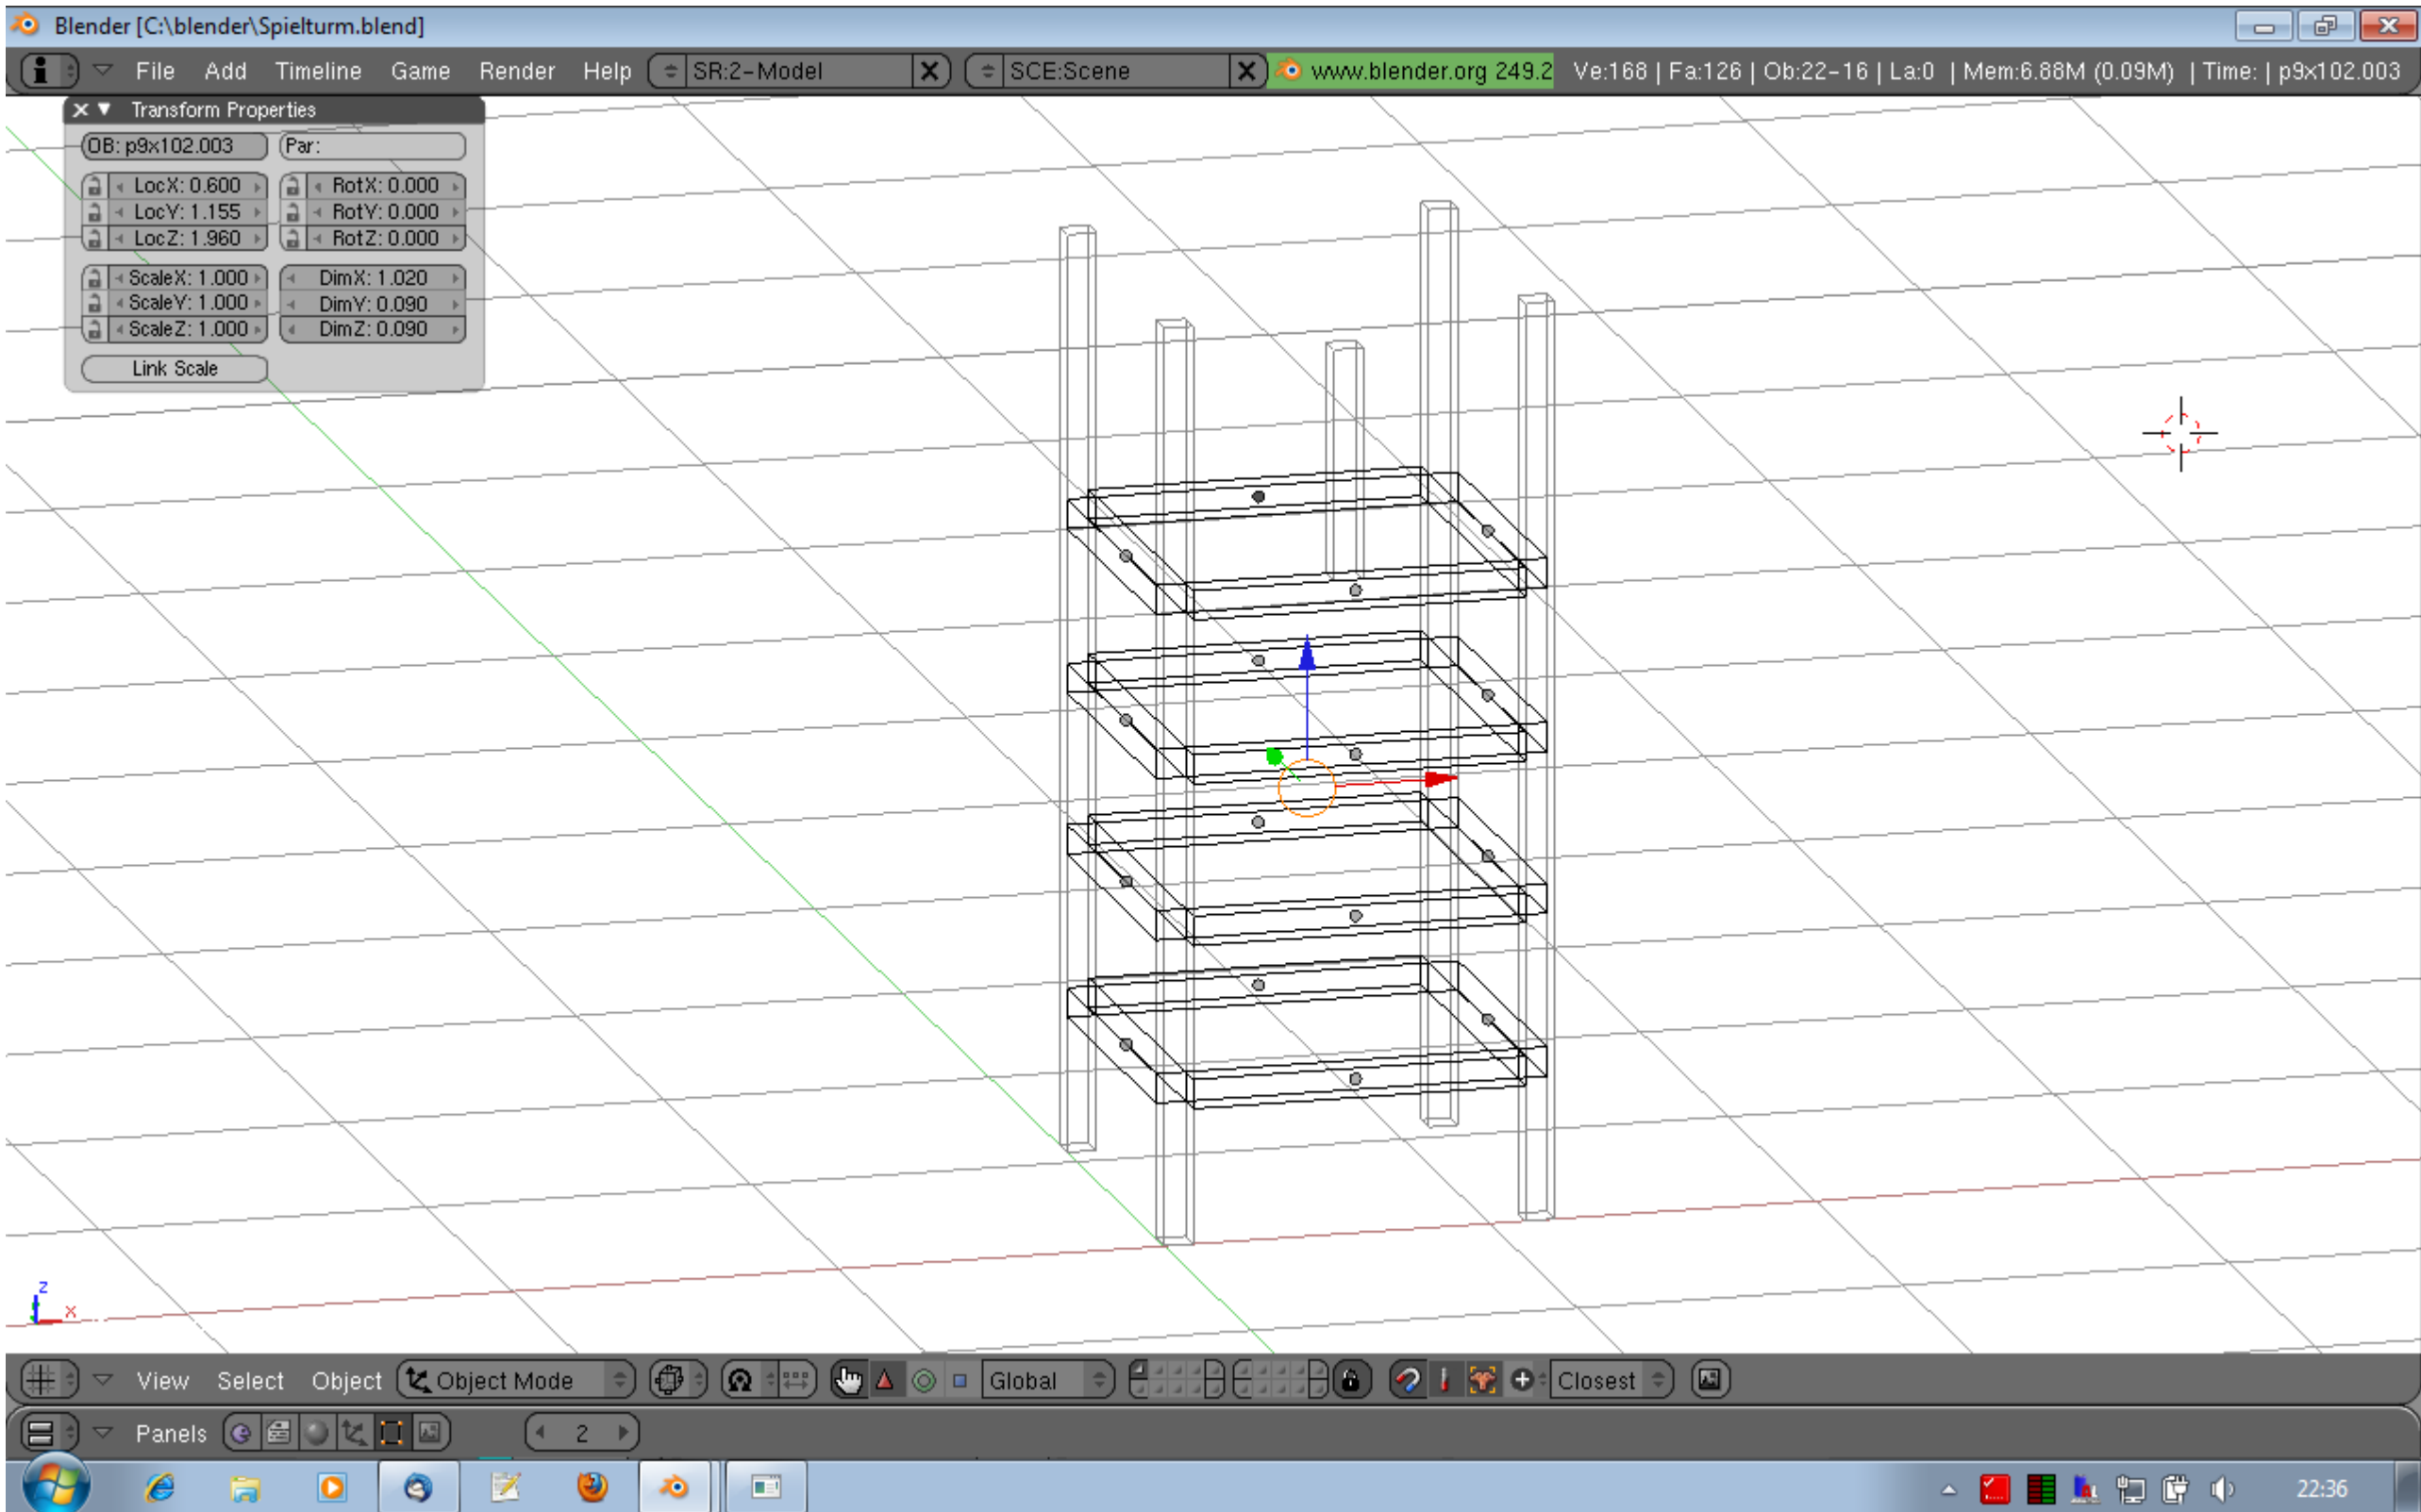 Blender [C:\blender\Spielturm.blend]
File Add Timeline Game Render Help SR:2-Model X SCE:Scene X www.blender.org 249.2 Ve:168 | Fa:126 | Ob:22-16 | La:0 | Mem:6.88M (0.09M) | Time: | p9x102.003
Transform Properties
OB: p9x102.003 Par:
LocX: 0.600 RotX: 0.000
LocY: 1.155 RotY: 0.000
LocZ: 1.960 RotZ: 0.000
ScaleX: 1.000 DimX: 1.020
ScaleY: 1.000 DimY: 0.090
ScaleZ: 1.000 DimZ: 0.090
Link Scale
z
x
View Select Object Object Mode Global Closest
Panels 2
22:36